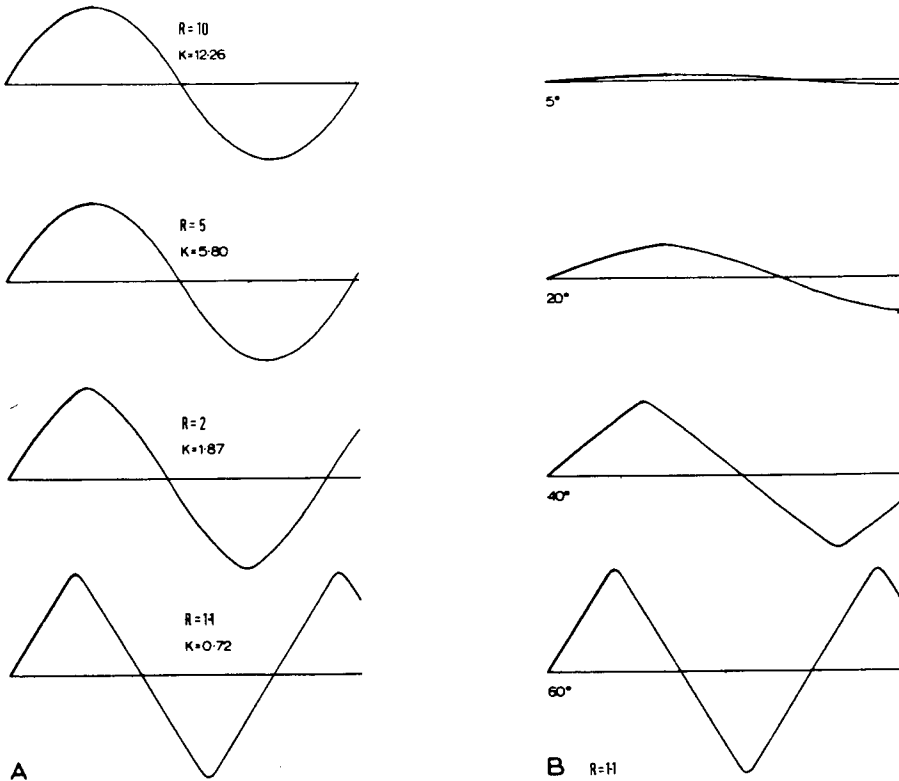 R=10
K=12·26
R=5
K=5·80
R=2
K=1·87
R=1·1
K=0·72
A
5°
20°
40°
60°
B R=1·1